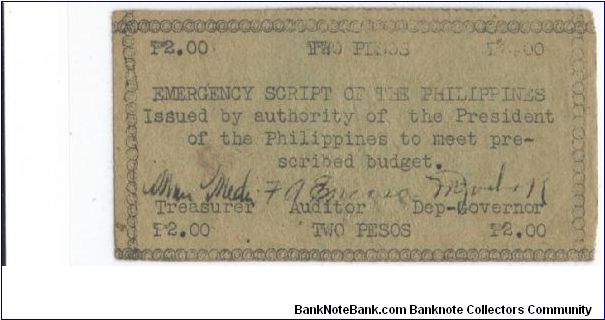 ₱2.00 TWO PESOS ₱2.00
EMERGENCY SCRIPT OF THE PHILIPPINES
Issued by authority of the President
of the Philippines to meet pre-
scribed budget.
Treasurer Auditor Dep-Governor
₱2.00 TWO PESOS ₱2.00
BankNoteBank.com Banknote Collectors Community